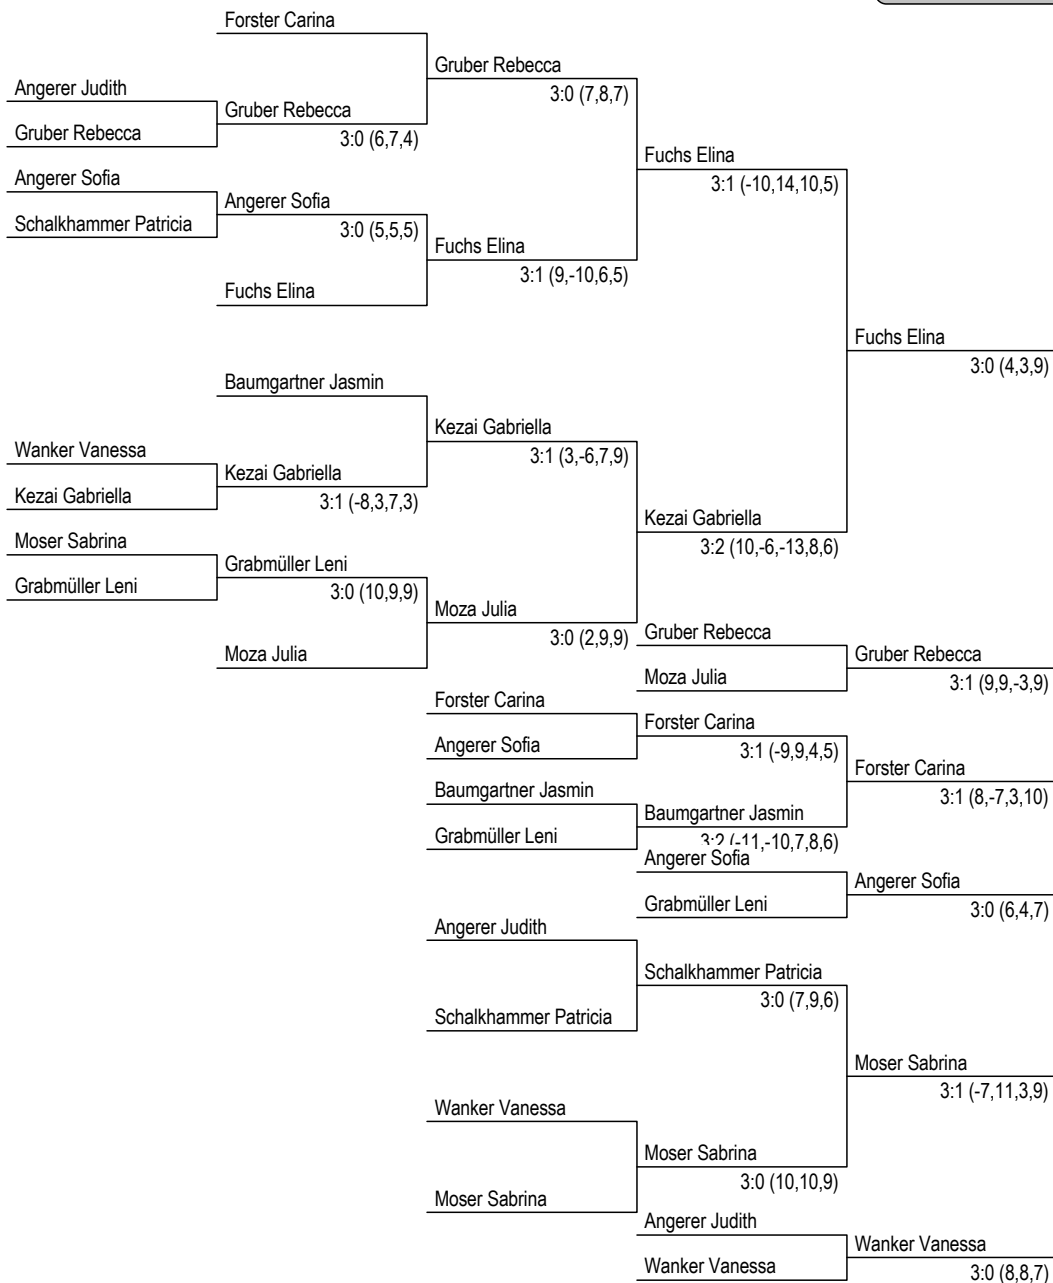 Forster Carina
Gruber Rebecca
3:0 (7,8,7)
Angerer Judith
Gruber Rebecca
Gruber Rebecca
3:0 (6,7,4)
Fuchs Elina
3:1 (-10,14,10,5)
Angerer Sofia
Angerer Sofia
Schalkhammer Patricia
3:0 (5,5,5)
Fuchs Elina
3:1 (9,-10,6,5)
Fuchs Elina
Fuchs Elina
3:0 (4,3,9)
Baumgartner Jasmin
Kezai Gabriella
3:1 (3,-6,7,9)
Wanker Vanessa
Kezai Gabriella
Kezai Gabriella
3:1 (-8,3,7,3)
Kezai Gabriella
3:2 (10,-6,-13,8,6)
Moser Sabrina
Grabmüller Leni
Grabmüller Leni
3:0 (10,9,9)
Moza Julia
3:0 (2,9,9)
Moza Julia
Gruber Rebecca
Gruber Rebecca
Moza Julia
3:1 (9,9,-3,9)
Forster Carina
Forster Carina
Angerer Sofia
3:1 (-9,9,4,5)
Forster Carina
3:1 (8,-7,3,10)
Baumgartner Jasmin
Baumgartner Jasmin
Grabmüller Leni
3:2 (-11,-10,7,8,6)
Angerer Sofia
Angerer Sofia
Grabmüller Leni
3:0 (6,4,7)
Angerer Judith
Schalkhammer Patricia
3:0 (7,9,6)
Schalkhammer Patricia
Moser Sabrina
3:1 (-7,11,3,9)
Wanker Vanessa
Moser Sabrina
3:0 (10,10,9)
Moser Sabrina
Angerer Judith
Wanker Vanessa
Wanker Vanessa
3:0 (8,8,7)